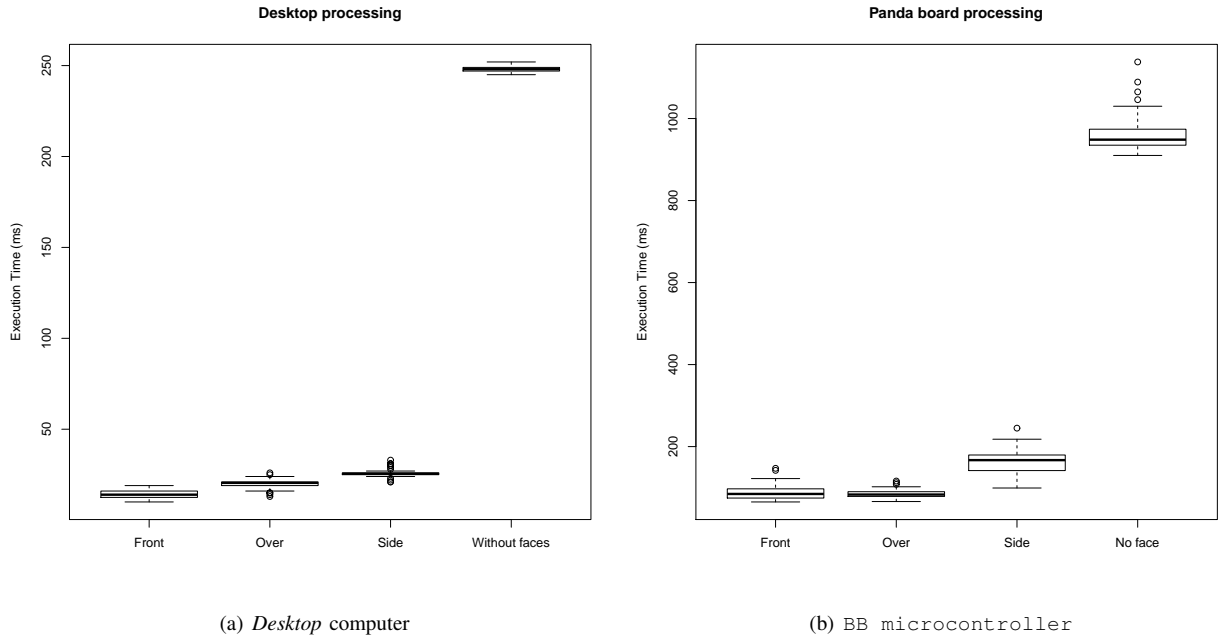 Desktop processing
Execution Time (ms)
250
200
150
100
50
Front Over Side Without faces
(a) Desktop computer
Panda board processing
Execution Time (ms)
1000
800
600
400
200
Front Over Side No face
(b) BB microcontroller